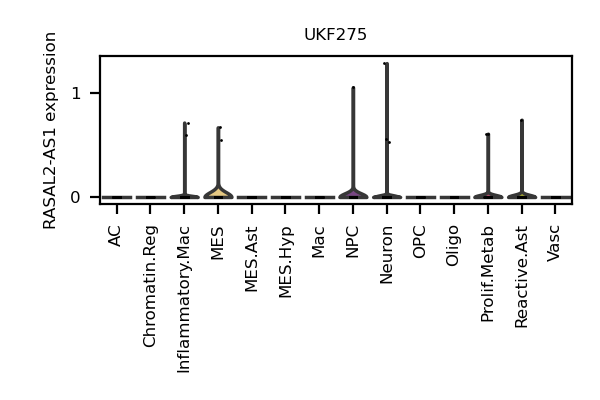 UKF275
RASAL2-AS1 expression
1
0
AC
Chromatin.Reg
Inflammatory.Mac
MES
MES.Ast
MES.Hyp
Mac
NPC
Neuron
OPC
Oligo
Prolif.Metab
Reactive.Ast
Vasc